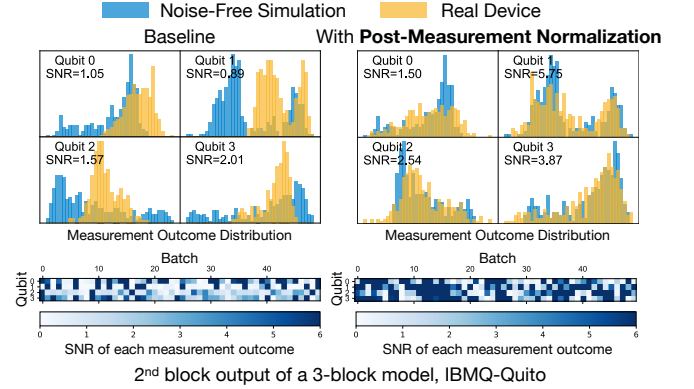 Noise-Free Simulation Real Device
Baseline With Post-Measurement Normalization
Qubit 0
SNR=1.05
Qubit 1
SNR=0.89
Qubit 2
SNR=1.57
Qubit 3
SNR=2.01
Qubit 0
SNR=1.50
Qubit 1
SNR=5.75
Qubit 2
SNR=2.54
Qubit 3
SNR=3.87
Measurement Outcome Distribution Measurement Outcome Distribution
Batch Batch
0 10 20 30 40 0 10 20 30 40
Qubit
0
1
2
3
Qubit
0
1
2
3
0 1 2 3 4 5 6 0 1 2 3 4 5 6
SNR of each measurement outcome SNR of each measurement outcome
2nd block output of a 3-block model, IBMQ-Quito